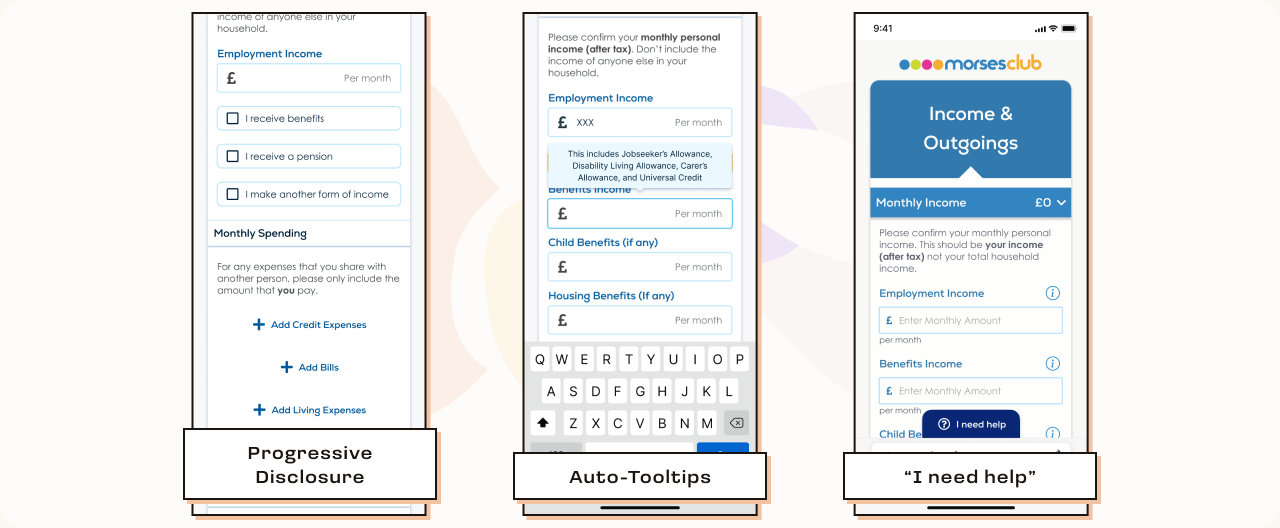 income of anyone else in your
household.
Employment Income
£ Per month
I receive benefits
I receive a pension
I make another form of income
Monthly Spending
For any expenses that you share with
another person, please only include the
amount that you pay.
+ Add Credit Expenses
+ Add Bills
+ Add Living Expenses
Progressive
Disclosure
Please confirm your monthly personal
income (after tax). Don't include the
income of anyone else in your
household.
Employment Income
£ XXX Per month
This includes Jobseeker's Allowance,
Disability Living Allowance, Carer's
Allowance, and Universal Credit
Benefits Income
£ Per month
Child Benefits (if any)
£ Per month
Housing Benefits (If any)
£ Per month
Q W E R T Y U I O P
A S D F G H J K L
Z X C V B N M
Auto-Tooltips
9:41
morsesclub
Income &
Outgoings
Monthly Income £0
Please confirm your monthly personal
income. This should be your income
(after tax) not your total household
income.
Employment Income i
£ Enter Monthly Amount
per month
Benefits Income i
£ Enter Monthly Amount
per month
? I need help
Child Be i
“I need help”